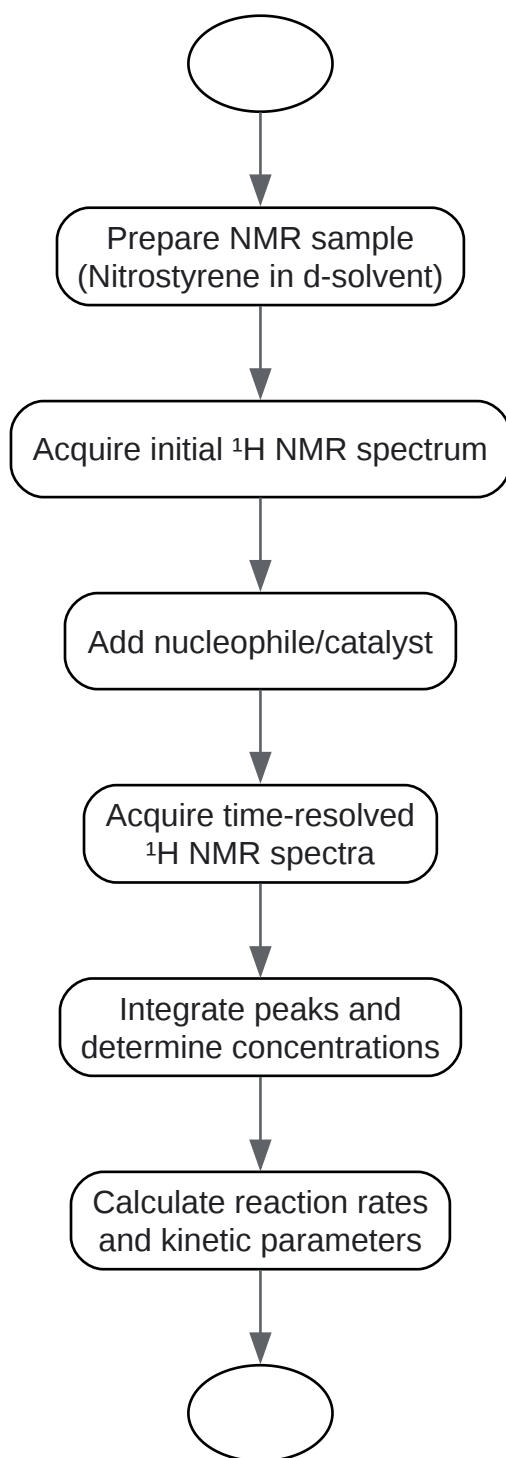 Prepare NMR sample
(Nitrostyrene in d-solvent)
Acquire initial ¹H NMR spectrum
Add nucleophile/catalyst
Acquire time-resolved
¹H NMR spectra
Integrate peaks and
determine concentrations
Calculate reaction rates
and kinetic parameters